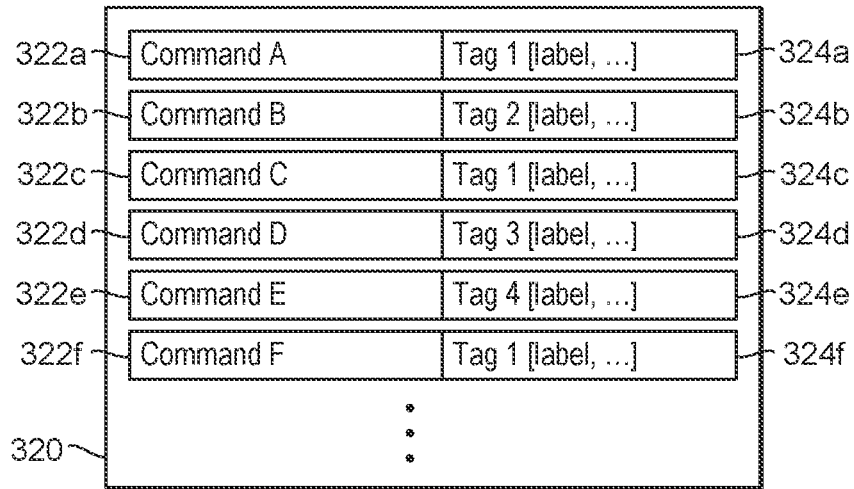 322a Command A Tag 1 [label, ...] 324a
322b Command B Tag 2 [label, ...] 324b
322c Command C Tag 1 [label, ...] 324c
322d Command D Tag 3 [label, ...] 324d
322e Command E Tag 4 [label, ...] 324e
322f Command F Tag 1 [label, ...] 324f
320